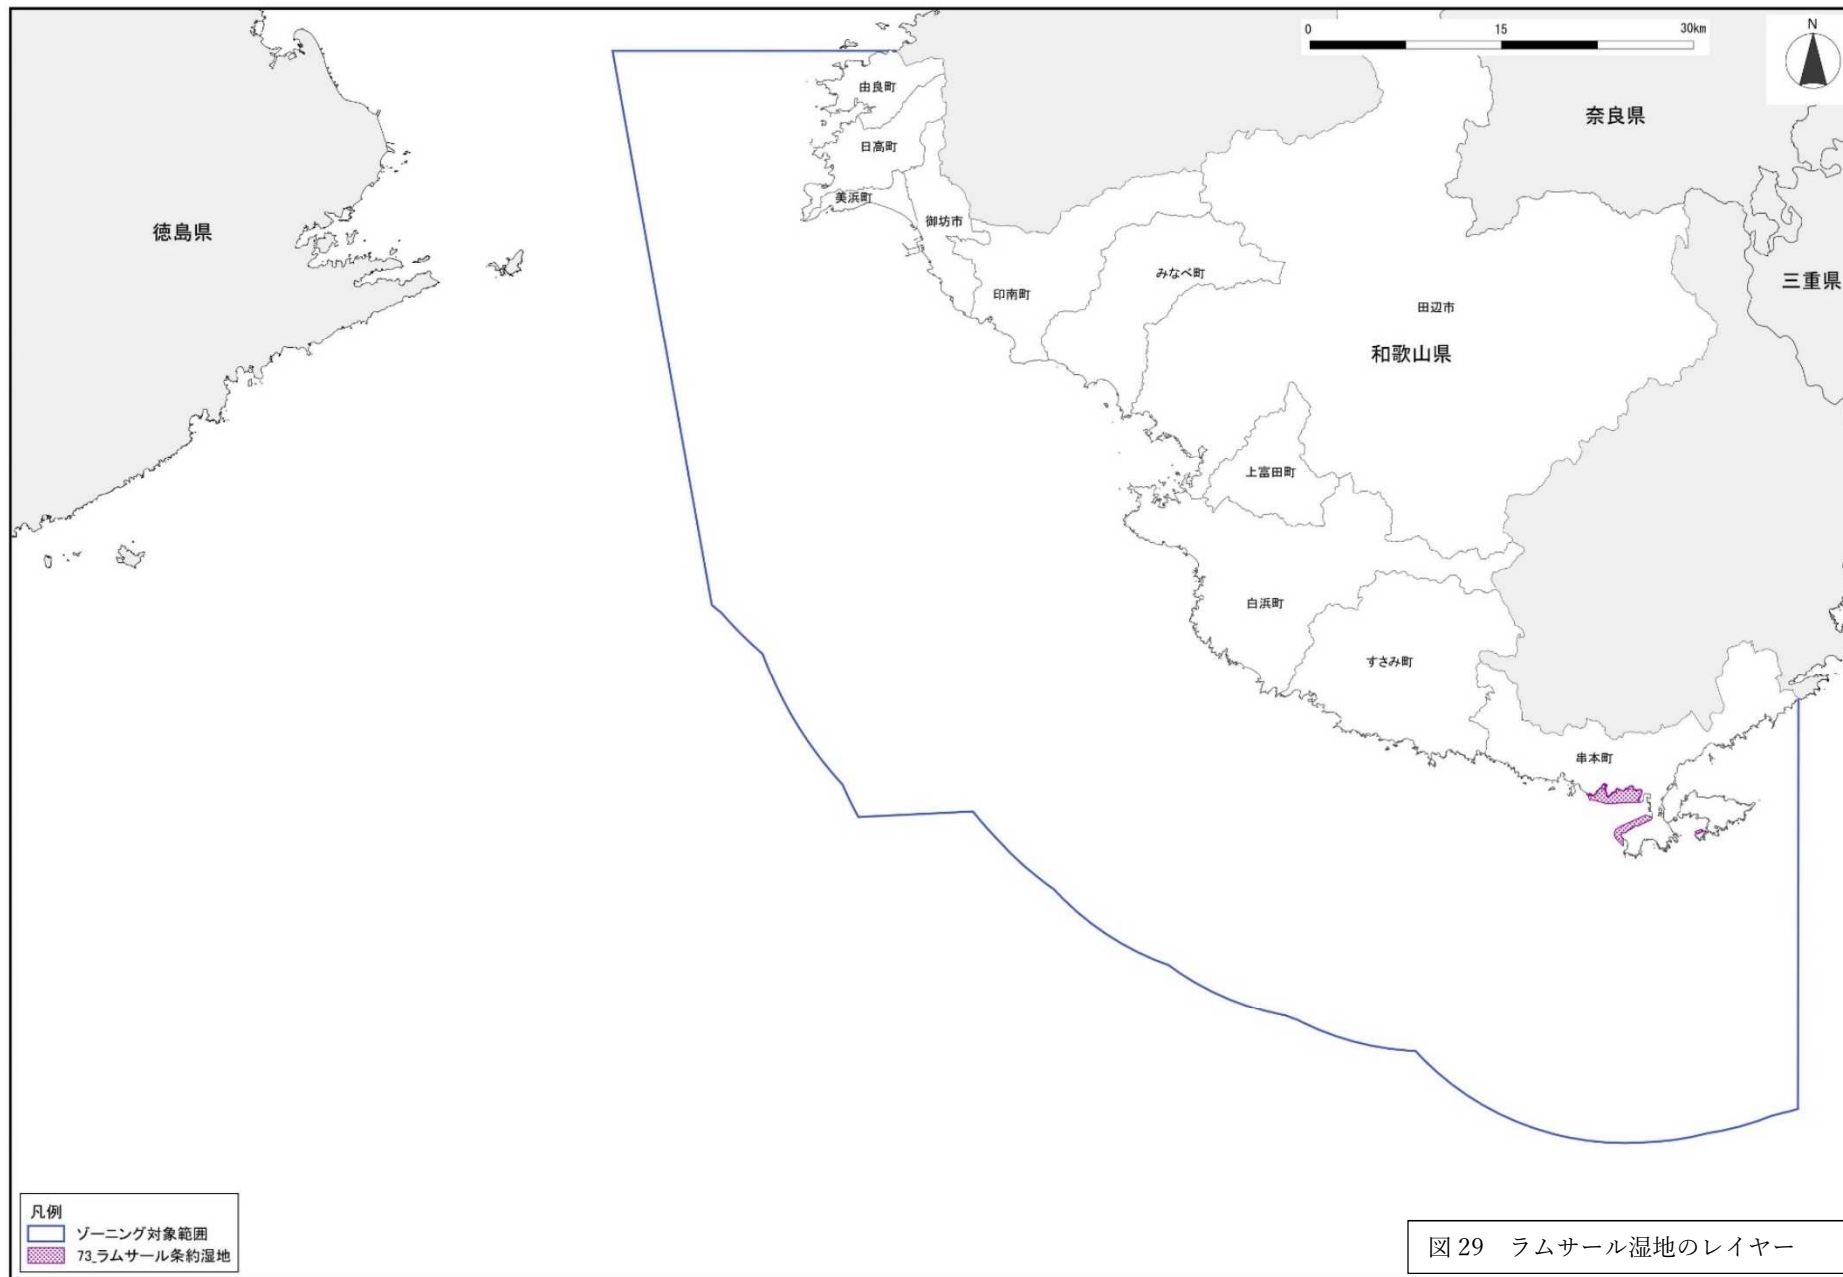 0 15 30km
N
由良町
奈良県
日高町
美浜町
御坊市
徳島県
みなべ町
三重県
印南町
田辺市
和歌山県
上富田町
白浜町
すさみ町
串本町
凡例
ゾーニング対象範囲
73_ラムサール条約湿地
図 29 ラムサール湿地のレイヤー